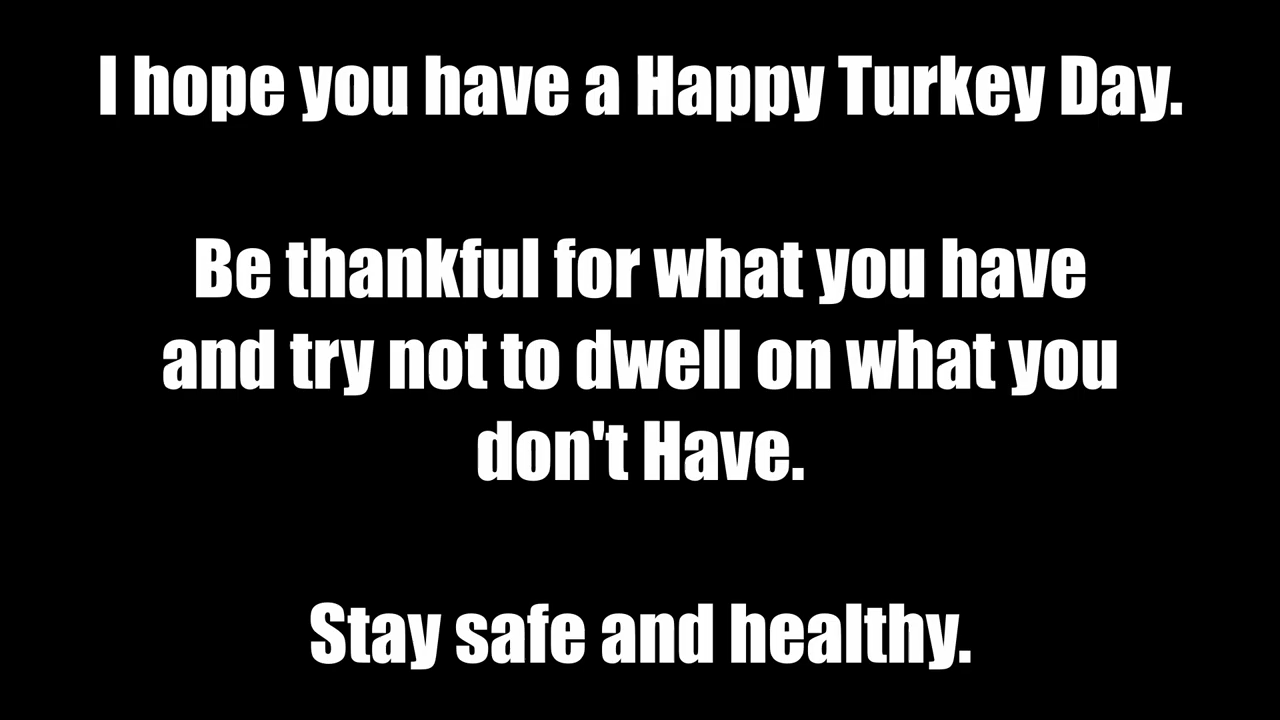 I hope you have a Happy Turkey Day.
Be thankful for what you have
and try not to dwell on what you
don't Have.
Stay safe and healthy.